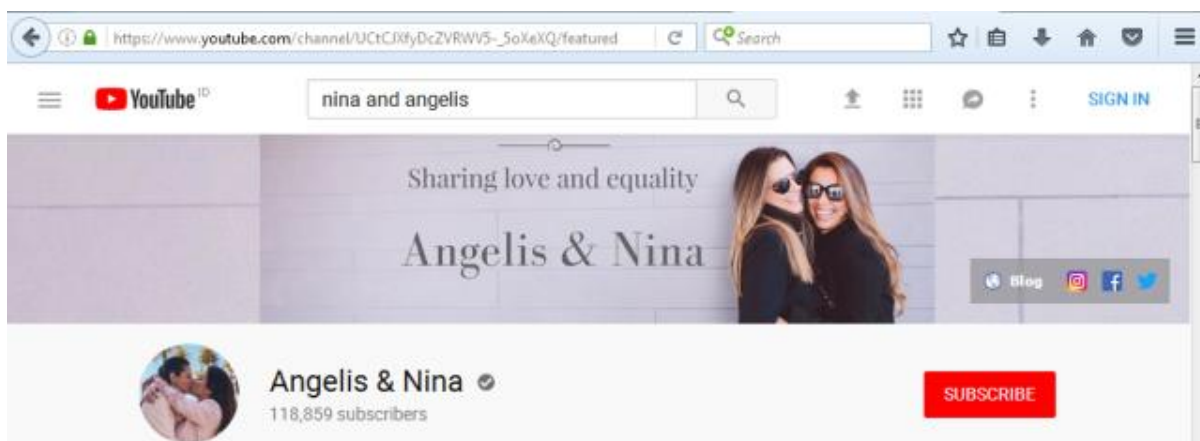 https://www.youtube.com/channel/UCtCJXfyDcZVRWV5-_5oXeXQ/featured
Search
YouTube ID
nina and angelis
SIGN IN
Sharing love and equality
Angelis & Nina
Blog
Angelis & Nina
118,859 subscribers
SUBSCRIBE